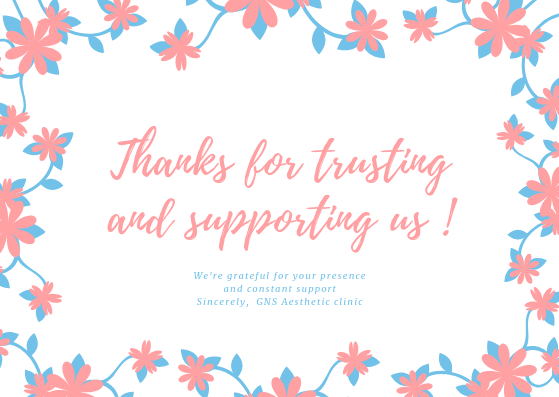 Thanks for trusting
and supporting us !
We're grateful for your presence
and constant support
Sincerely, GNS Aesthetic clinic